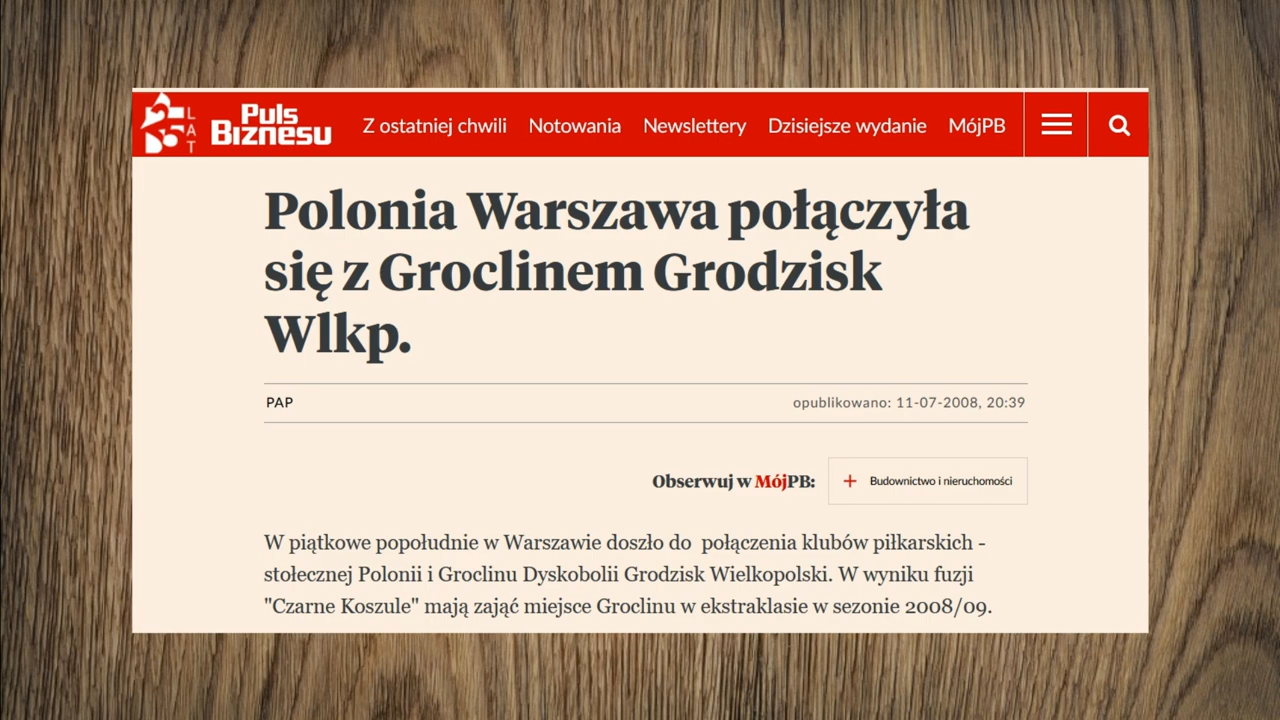 25 LAT
Puls Biznesu
Z ostatniej chwili Notowania Newslettery Dzisiejsze wydanie MójPB
Polonia Warszawa połączyła
się z Groclinem Grodzisk
Wlkp.
PAP opublikowano: 11-07-2008, 20:39
Obserwuj w MójPB: + Budownictwo i nieruchomości
W piątkowe popołudnie w Warszawie doszło do połączenia klubów piłkarskich -
stołecznej Polonii i Groclinu Dyskobolii Grodzisk Wielkopolski. W wyniku fuzji
"Czarne Koszule" mają zająć miejsce Groclinu w ekstraklasie w sezonie 2008/09.